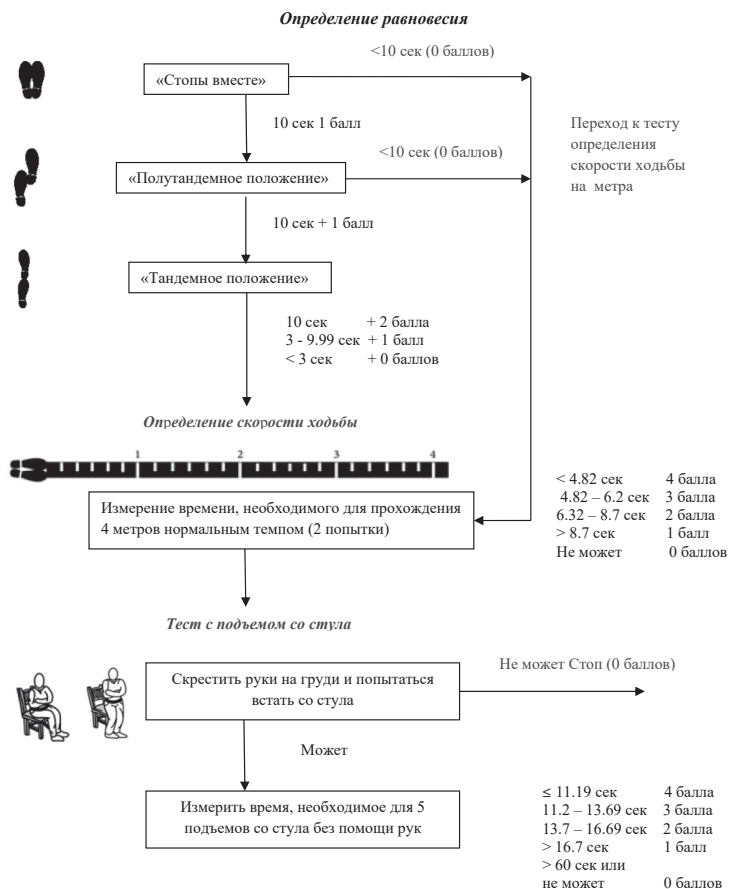 Определение равновесия
<10 сек (0 баллов)
«Стопы вместе»
10 сек 1 балл
<10 сек (0 баллов)
Переход к тесту
определения
скорости ходьбы
на метра
«Полутандемное положение»
10 сек + 1 балл
«Тандемное положение»
10 сек + 2 балла
3 - 9.99 сек + 1 балл
< 3 сек + 0 баллов
Определение скорости ходьбы
1 2 3 4
Измерение времени, необходимого для прохождения
4 метров нормальным темпом (2 попытки)
< 4.82 сек 4 балла
4.82 – 6.2 сек 3 балла
6.32 – 8.7 сек 2 балла
> 8.7 сек 1 балл
Не может 0 баллов
Тест с подъемом со стула
Скрестить руки на груди и попытаться
встать со стула
Не может Стоп (0 баллов)
Может
Измерить время, необходимое для 5
подъемов со стула без помощи рук
≤ 11.19 сек 4 балла
11.2 – 13.69 сек 3 балла
13.7 – 16.69 сек 2 балла
> 16.7 сек 1 балл
> 60 сек или
не может 0 баллов